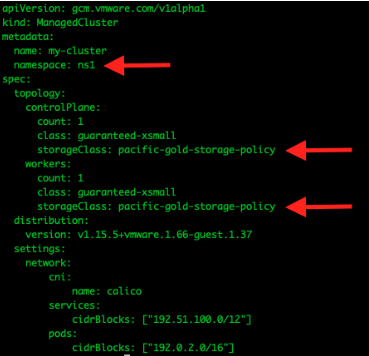 apiVersion: gcm.vmware.com/v1alpha1
kind: ManagedCluster
metadata:
  name: my-cluster
  namespace: ns1
spec:
  topology:
    controlPlane:
      count: 1
      class: guaranteed-xsmall
      storageClass: pacific-gold-storage-policy
    workers:
      count: 1
      class: guaranteed-xsmall
      storageClass: pacific-gold-storage-policy
  distribution:
    version: v1.15.5+vmware.1.66-guest.1.37
  settings:
    network:
        cni:
            name: calico
        services:
            cidrBlocks: ["192.51.100.0/12"]
        pods:
            cidrBlocks: ["192.0.2.0/16"]